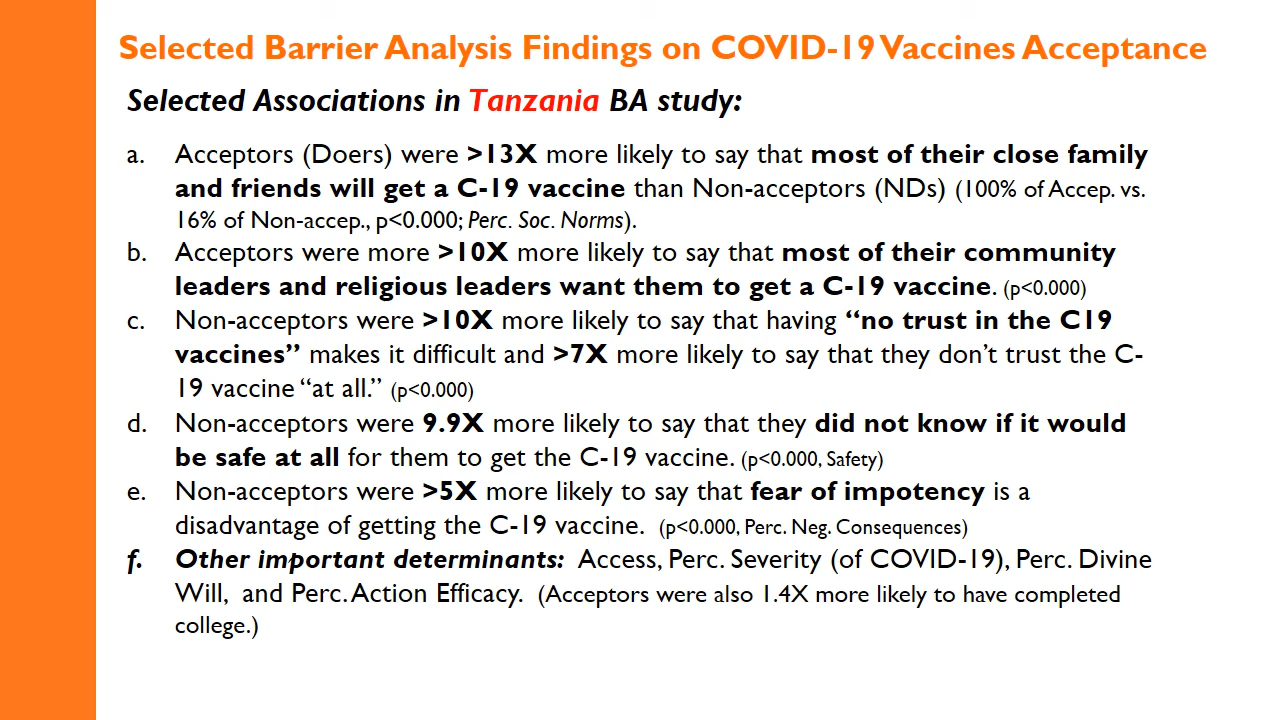 Selected Barrier Analysis Findings on COVID-19 Vaccines Acceptance
Selected Associations in Tanzania BA study:
a. Acceptors (Doers) were >13X more likely to say that most of their close family
and friends will get a C-19 vaccine than Non-acceptors (NDs) (100% of Accep. vs.
16% of Non-accep., p<0.000; Perc. Soc. Norms).
b. Acceptors were more >10X more likely to say that most of their community
leaders and religious leaders want them to get a C-19 vaccine. (p<0.000)
c. Non-acceptors were >10X more likely to say that having “no trust in the C19
vaccines” makes it difficult and >7X more likely to say that they don’t trust the C-
19 vaccine “at all.” (p<0.000)
d. Non-acceptors were 9.9X more likely to say that they did not know if it would
be safe at all for them to get the C-19 vaccine. (p<0.000, Safety)
e. Non-acceptors were >5X more likely to say that fear of impotency is a
disadvantage of getting the C-19 vaccine. (p<0.000, Perc. Neg. Consequences)
f. Other important determinants: Access, Perc. Severity (of COVID-19), Perc. Divine
Will, and Perc. Action Efficacy. (Acceptors were also 1.4X more likely to have completed
college.)